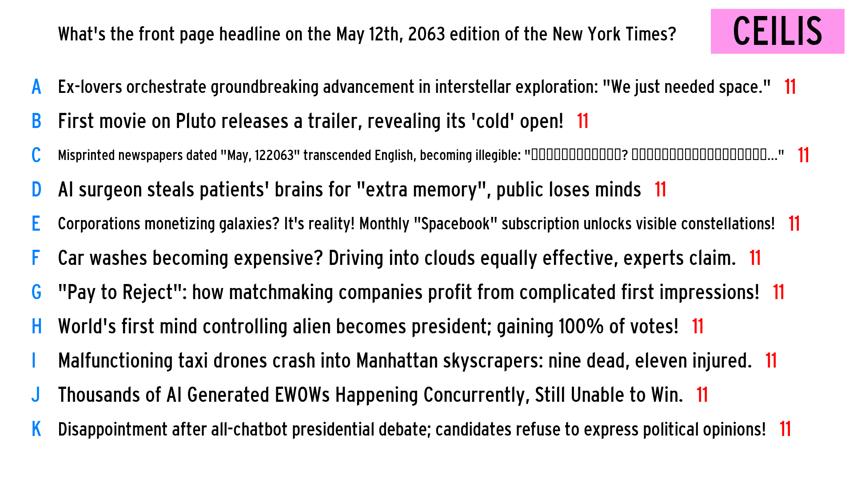 What's the front page headline on the May 12th, 2063 edition of the New York Times?
CEILIS
A Ex-lovers orchestrate groundbreaking advancement in interstellar exploration: "We just needed space." 11
B First movie on Pluto releases a trailer, revealing its 'cold' open! 11
C Misprinted newspapers dated "May, 122063" transcended English, becoming illegible: "▯▯▯▯▯▯▯▯▯▯▯▯? ▯▯▯▯▯▯▯▯▯▯▯▯▯▯▯▯▯▯..." 11
D AI surgeon steals patients' brains for "extra memory", public loses minds 11
E Corporations monetizing galaxies? It's reality! Monthly "Spacebook" subscription unlocks visible constellations! 11
F Car washes becoming expensive? Driving into clouds equally effective, experts claim. 11
G "Pay to Reject": how matchmaking companies profit from complicated first impressions! 11
H World's first mind controlling alien becomes president; gaining 100% of votes! 11
I Malfunctioning taxi drones crash into Manhattan skyscrapers: nine dead, eleven injured. 11
J Thousands of AI Generated EWOWs Happening Concurrently, Still Unable to Win. 11
K Disappointment after all-chatbot presidential debate; candidates refuse to express political opinions! 11